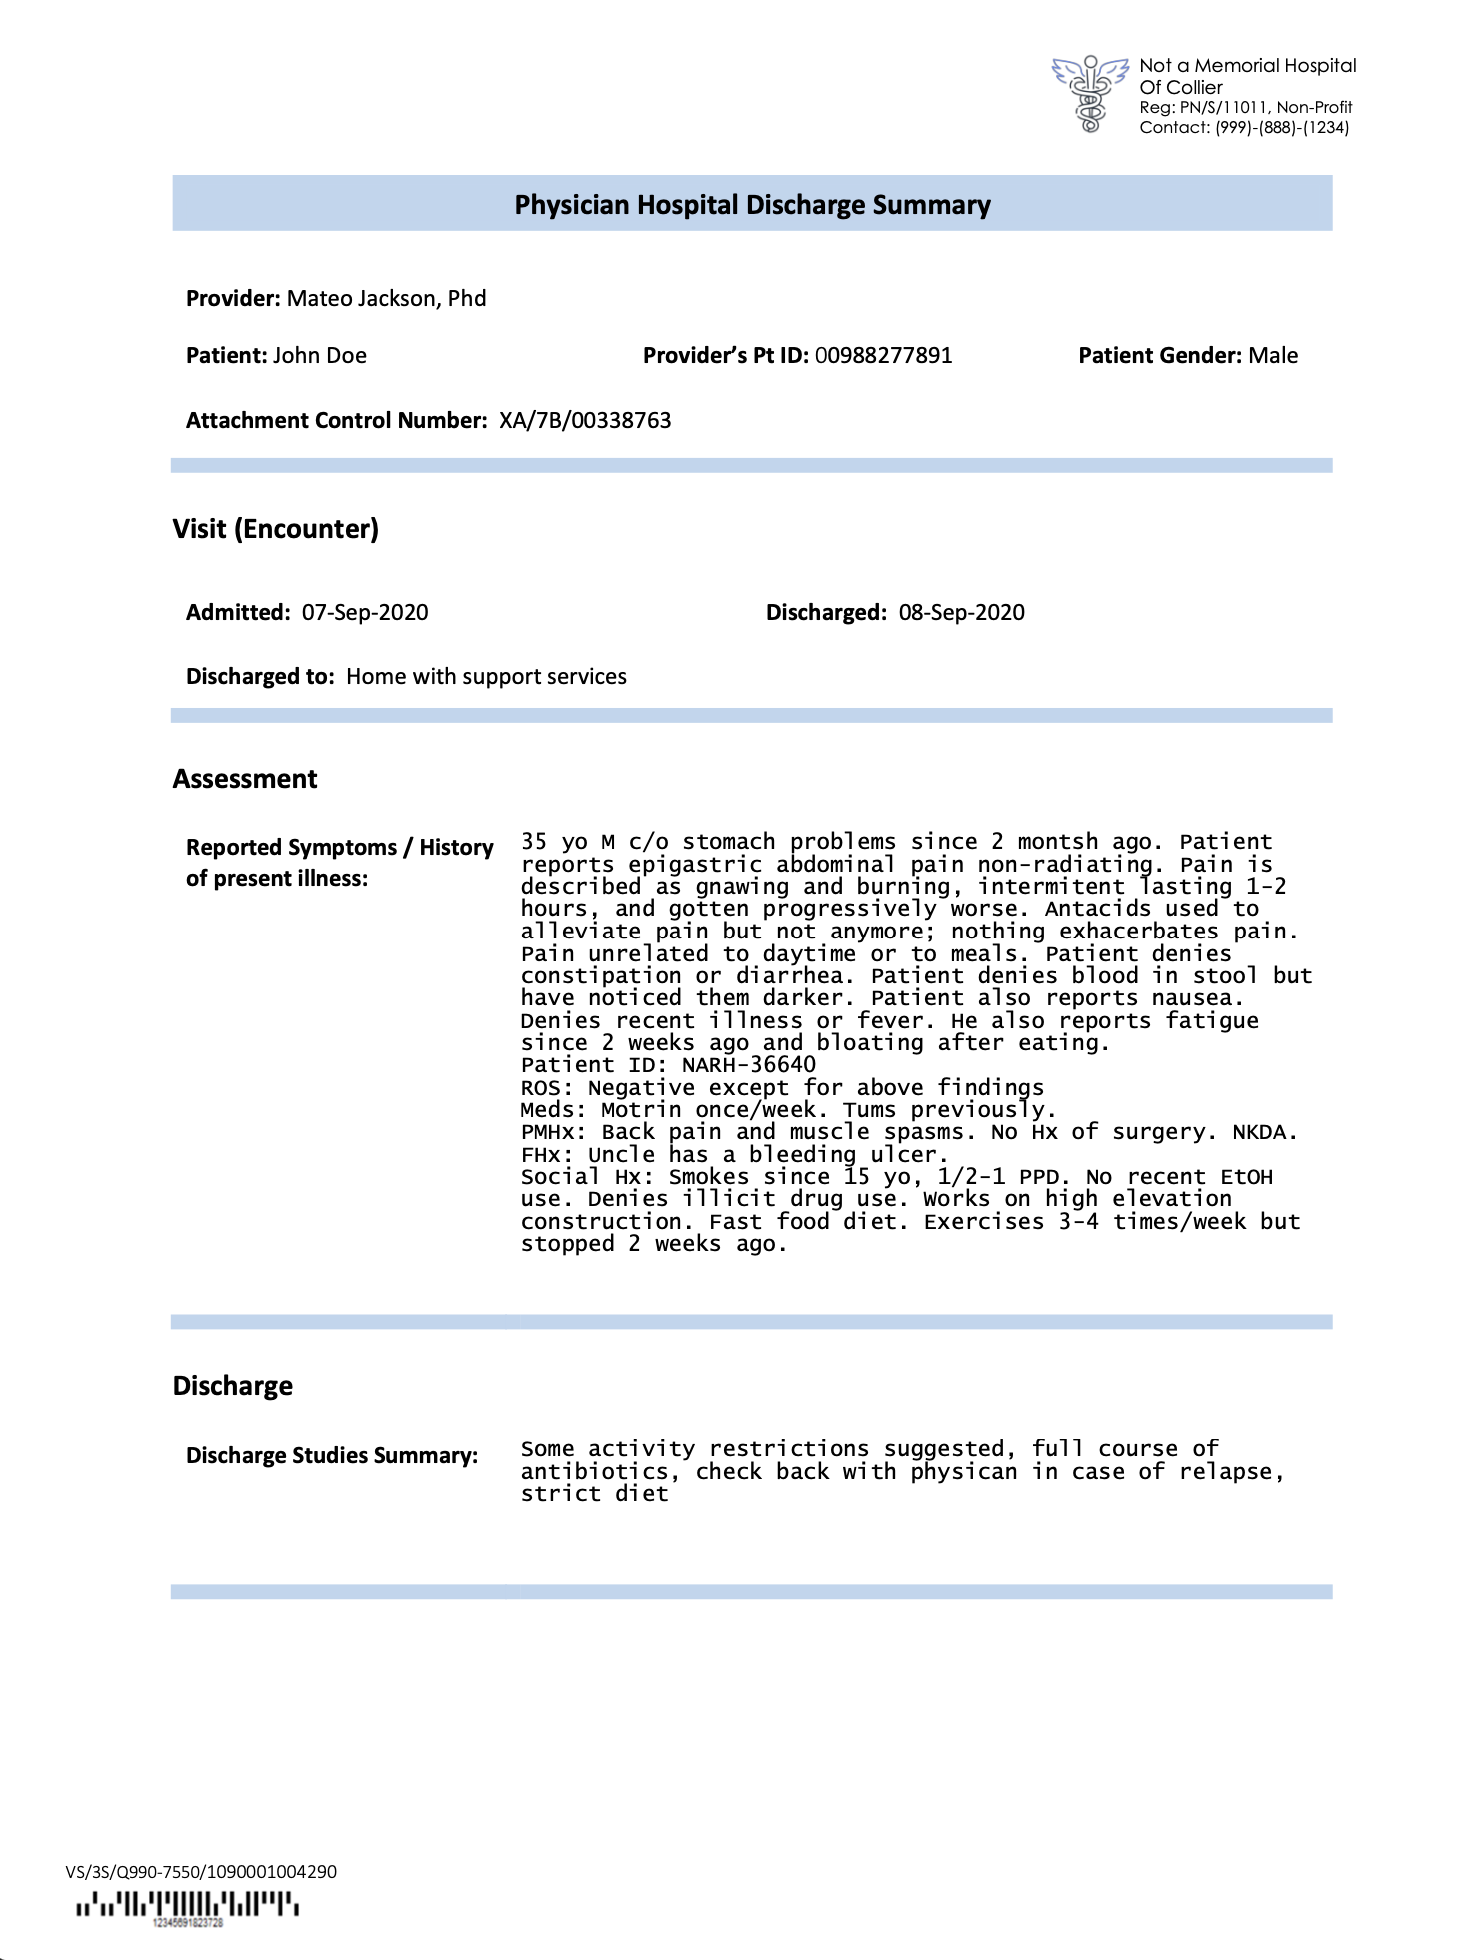 Not a Memorial Hospital
Of Collier
Reg: PN/S/11011, Non-Profit
Contact: (999)-(888)-(1234)
Physician Hospital Discharge Summary
Provider: Mateo Jackson, Phd
Patient: John Doe Provider’s Pt ID: 00988277891 Patient Gender: Male
Attachment Control Number: XA/7B/00338763
Visit (Encounter)
Admitted: 07-Sep-2020 Discharged: 08-Sep-2020
Discharged to: Home with support services
Assessment
Reported Symptoms / History
of present illness:
35 yo M c/o stomach problems since 2 montsh ago. Patient
reports epigastric abdominal pain non-radiating. Pain is
described as gnawing and burning, intermitent lasting 1-2
hours, and gotten progressively worse. Antacids used to
alleviate pain but not anymore; nothing exhacerbates pain.
Pain unrelated to daytime or to meals. Patient denies
constipation or diarrhea. Patient denies blood in stool but
have noticed them darker. Patient also reports nausea.
Denies recent illness or fever. He also reports fatigue
since 2 weeks ago and bloating after eating.
Patient ID: NARH-36640
ROS: Negative except for above findings
Meds: Motrin once/week. Tums previously.
PMHx: Back pain and muscle spasms. No Hx of surgery. NKDA.
FHx: Uncle has a bleeding ulcer.
Social Hx: Smokes since 15 yo, 1/2-1 PPD. No recent EtOH
use. Denies illicit drug use. Works on high elevation
construction. Fast food diet. Exercises 3-4 times/week but
stopped 2 weeks ago.
Discharge
Discharge Studies Summary:
Some activity restrictions suggested, full course of
antibiotics, check back with physican in case of relapse,
strict diet
VS/3S/Q990-7550/1090001004290
12345691823728